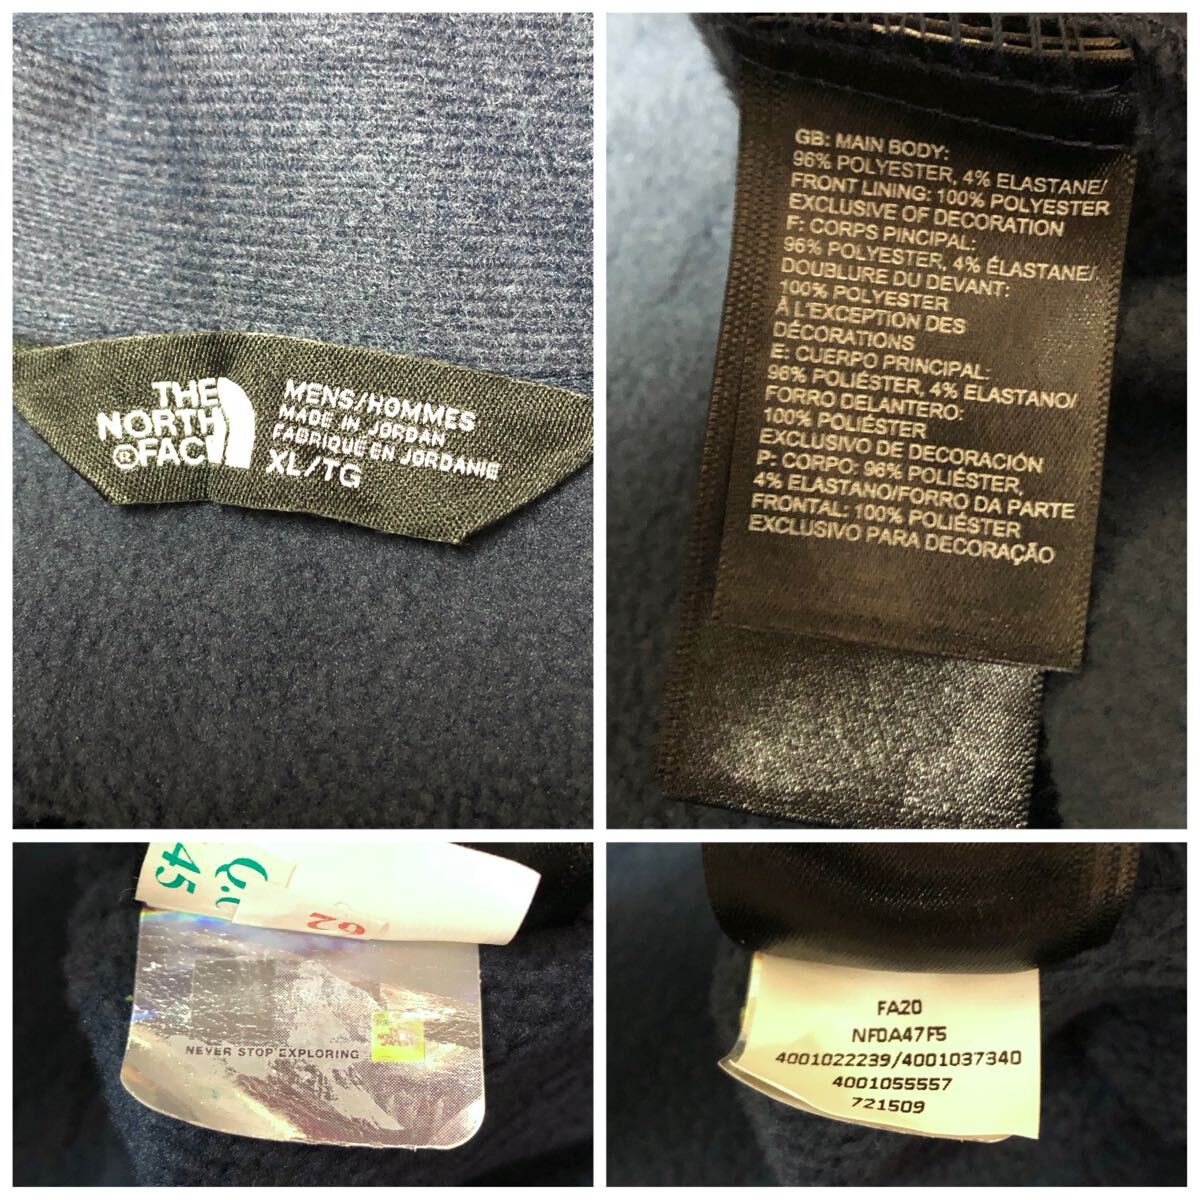 THE
NORTH
FACE
MENS/HOMMES
MADE IN JORDAN
FABRIQUÉ EN JORDANIE
XL/TG
GB: MAIN BODY:
96% POLYESTER, 4% ELASTANE/
FRONT LINING: 100% POLYESTER
EXCLUSIVE OF DECORATION
F: CORPS PINCIPAL:
96% POLYESTER, 4% ÉLASTANE/,
DOUBLURE DU DEVANT:
100% POLYESTER
À L'EXCEPTION DES
DÉCORATIONS
E: CUERPO PRINCIPAL:
96% POLIÉSTER, 4% ELASTANO/
FORRO DELANTERO:
100% POLIÉSTER
EXCLUSIVO DE DECORACIÓN
P: CORPO: 96% POLIÉSTER,
4% ELASTANO/FORRO DA PARTE
FRONTAL: 100% POLIÉSTER
EXCLUSIVO PARA DECORAÇÃO
45
62
NEVER STOP EXPLORING
FA20
NF0A47F5
4001022239/4001037340
4001055557
721509